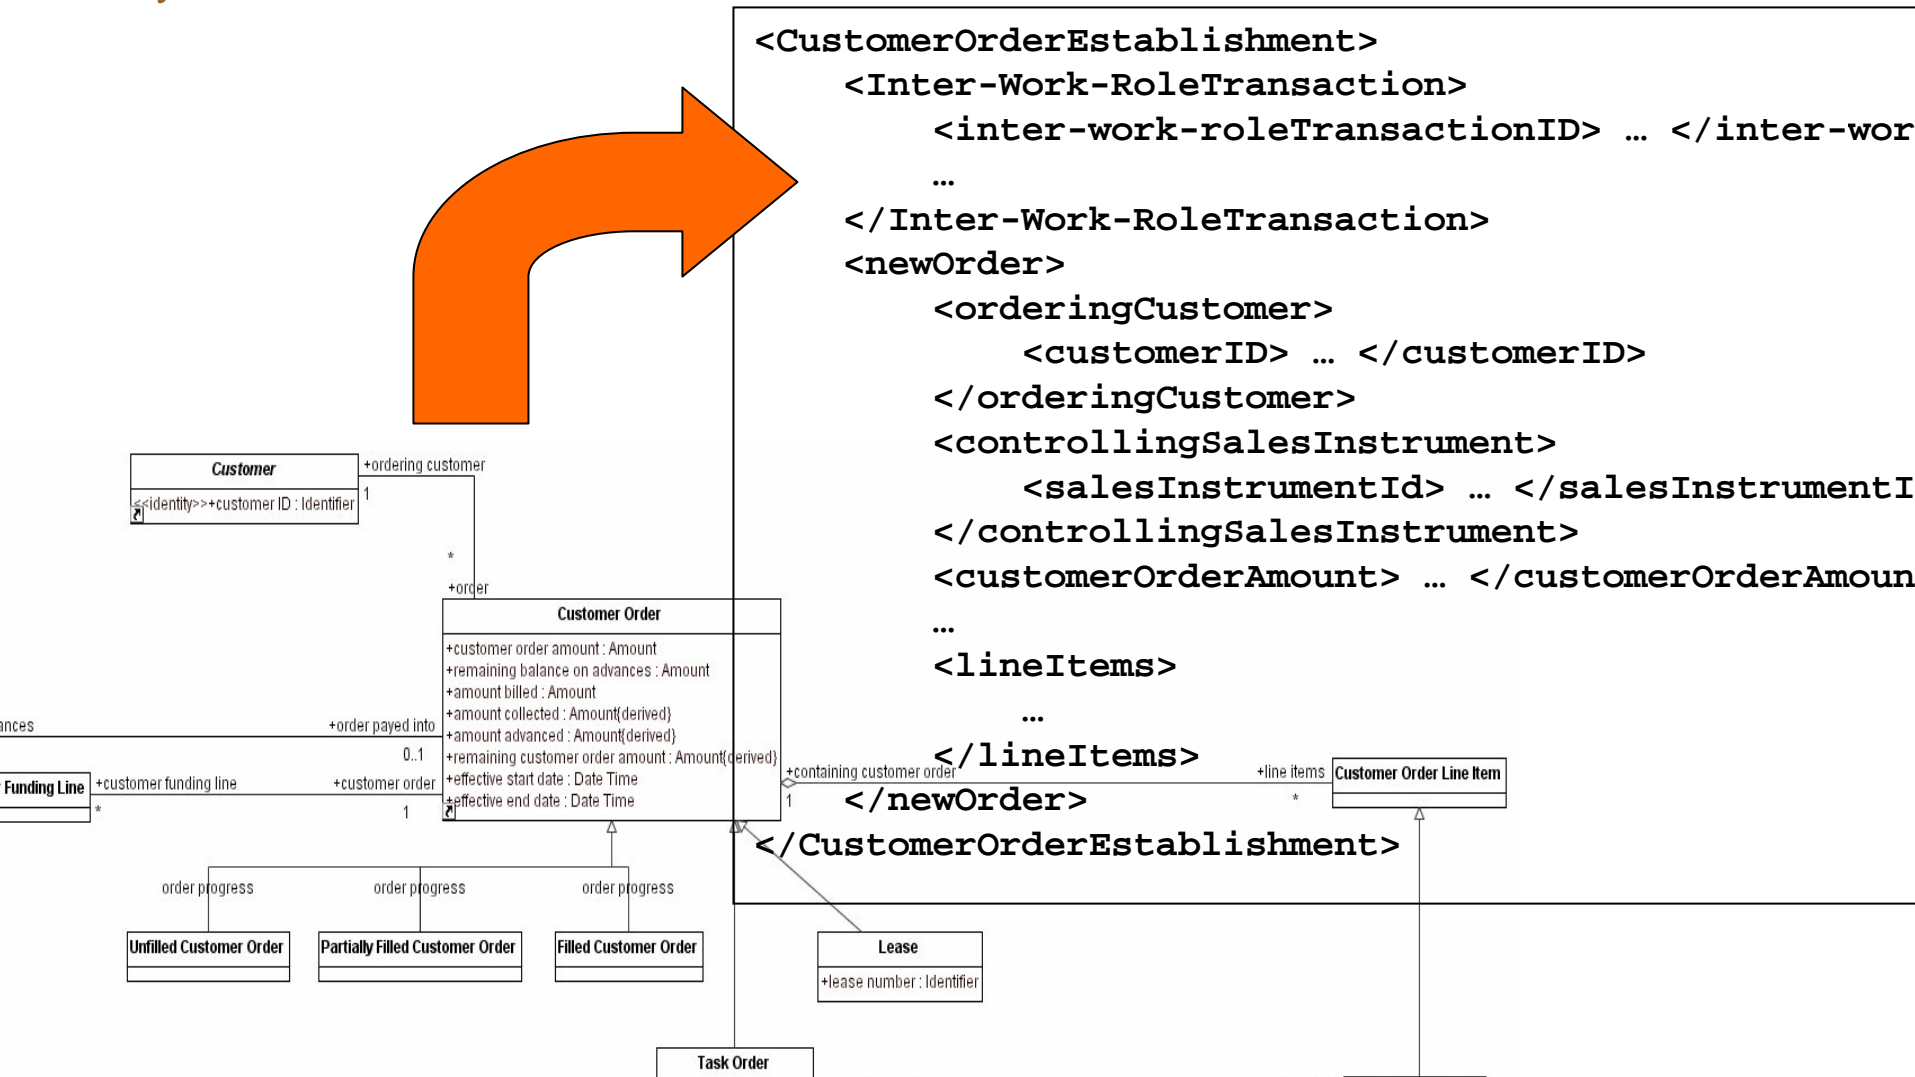 <CustomerOrderEstablishment>
<Inter-Work-RoleTransaction>
<inter-work-roleTransactionID> … </inter-wor
…
</Inter-Work-RoleTransaction>
<newOrder>
<orderingCustomer>
<customerID> … </customerID>
</orderingCustomer>
<controllingSalesInstrument>
<salesInstrumentId> … </salesInstrumentI
</controllingSalesInstrument>
<customerOrderAmount> … </customerOrderAmoun
…
<lineItems>
…
</lineItems>
</newOrder>
</CustomerOrderEstablishment>
Customer
<<identity>>+customer ID : Identifier
+ordering customer
1
*
+order
Customer Order
+customer order amount : Amount
+remaining balance on advances : Amount
+amount billed : Amount
+amount collected : Amount{derived}
+amount advanced : Amount{derived}
+remaining customer order amount : Amount{derived}
+effective start date : Date Time
+effective end date : Date Time
ances
+order payed into
0..1
Funding Line
+customer funding line
*
+customer order
1
+containing customer order
1
+line items
*
Customer Order Line Item
order progress
order progress
order progress
Unfilled Customer Order
Partially Filled Customer Order
Filled Customer Order
Lease
+lease number : Identifier
Task Order